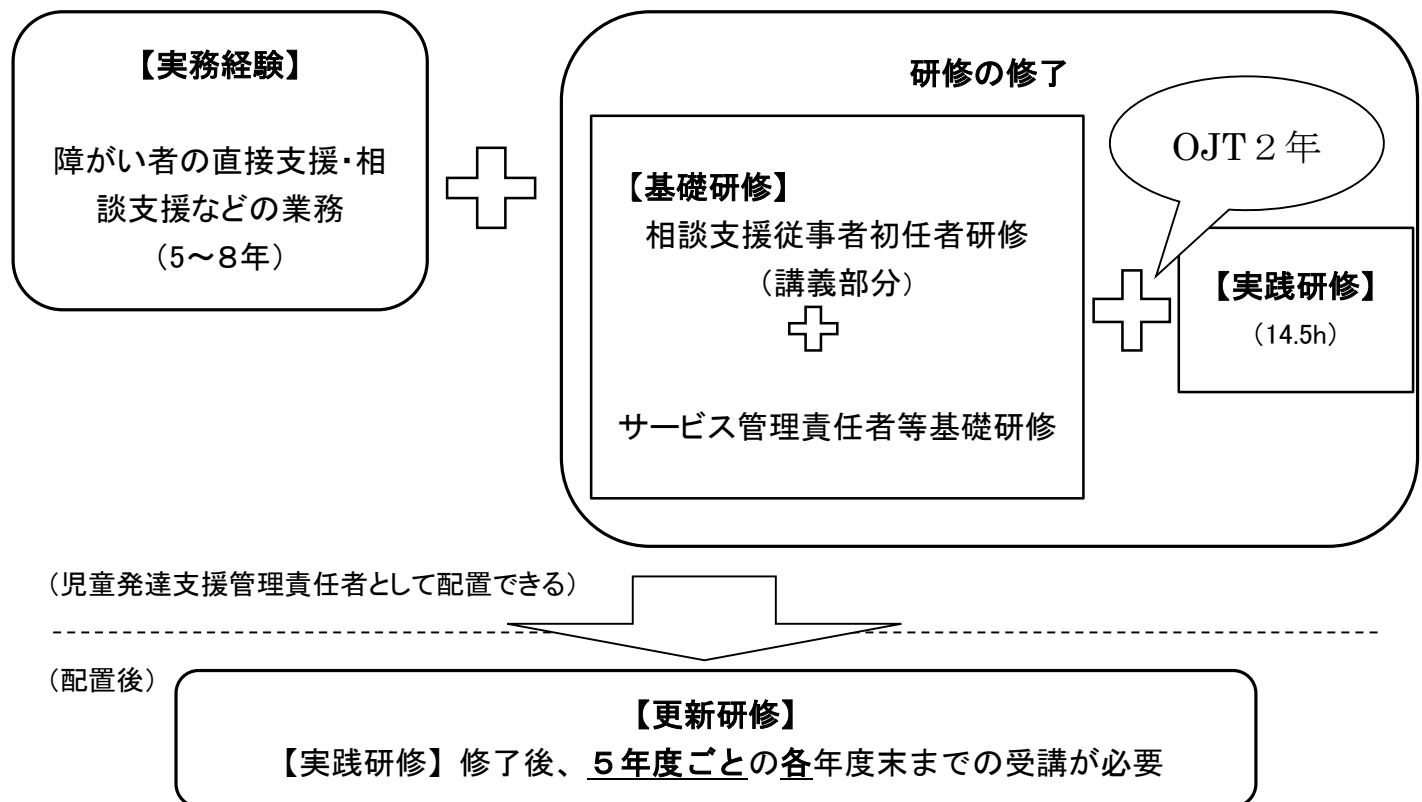 【実務経験】
障がい者の直接支援・相
談支援などの業務
（5～８年）
研修の修了
OJT２年
【基礎研修】
相談支援従事者初任者研修
（講義部分）
サービス管理責任者等基礎研修
【実践研修】
（14.5h）
（児童発達支援管理責任者として配置できる）
（配置後）
【更新研修】
【実践研修】修了後、５年度ごとの各年度末までの受講が必要